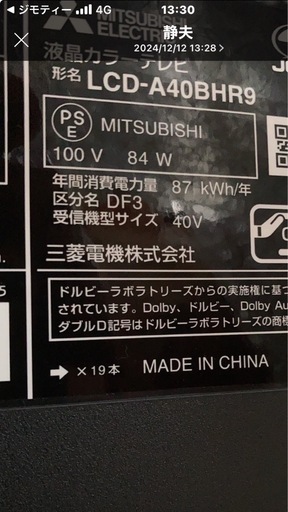 ジモティー 4G 13:30
静夫
2024/12/12 13:28 >
MITSUBISHI
ELECTRI
液晶カラーテレビ
形名 LCD-A40BHR9
PS
E MITSUBISHI
100 V 84 W
年間消費電力量 87 kWh/年
区分名 DF3
受信機型サイズ 40V
三菱電機株式会社
ドルビーラボラトリーズからの実施権に基づ
されています。Dolby、ドルビー、Dolby Au
ダブルD記号はドルビーラボラトリーズの商標
→ ×19本 MADE IN CHINA